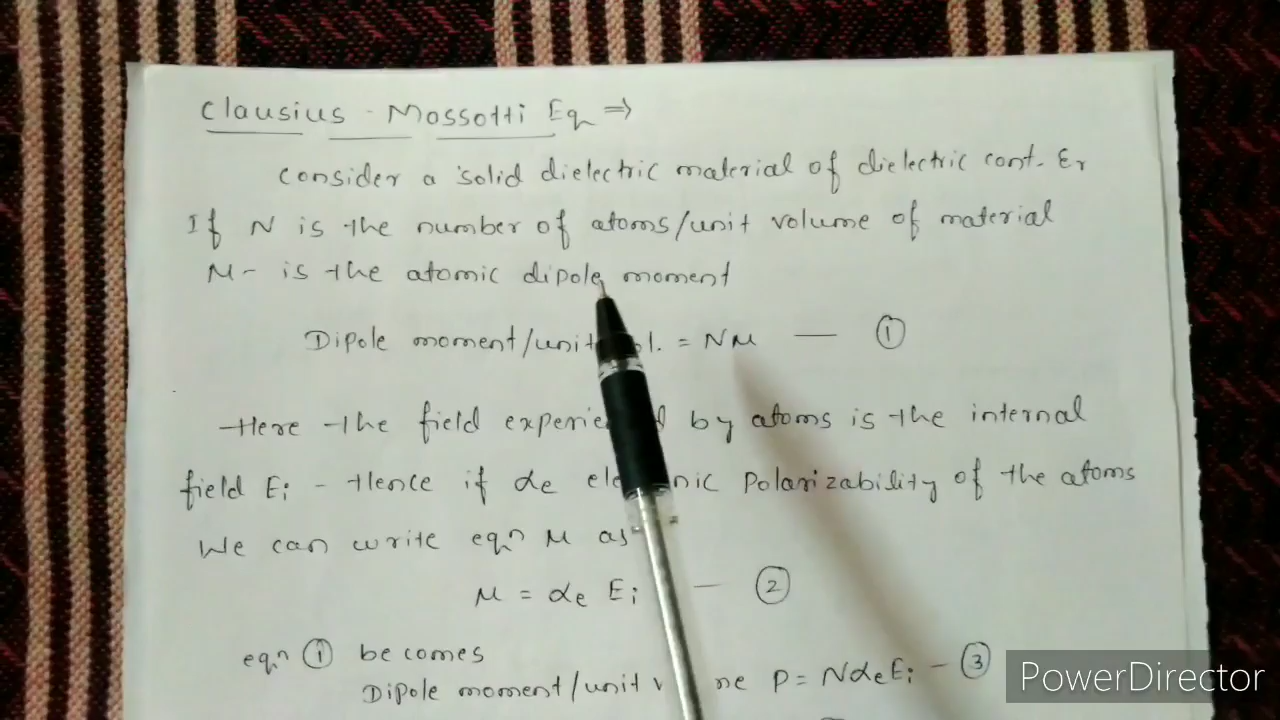 Clausius - Mossotti Eq ⇒
Consider a solid dielectric material of dielectric cont. εr
If N is the number of atoms/unit volume of material
μ - is the atomic dipole moment
Dipole moment/unit ol. = Nμ — ①
Here the field experie d by atoms is the internal
field Ei - Hence if αe ele nic Polarizability of the atoms
We can write eqn μ as
μ = αe Ei — ②
eqn ① becomes
Dipole moment/unit v me P = NαeEi - ③
PowerDirector